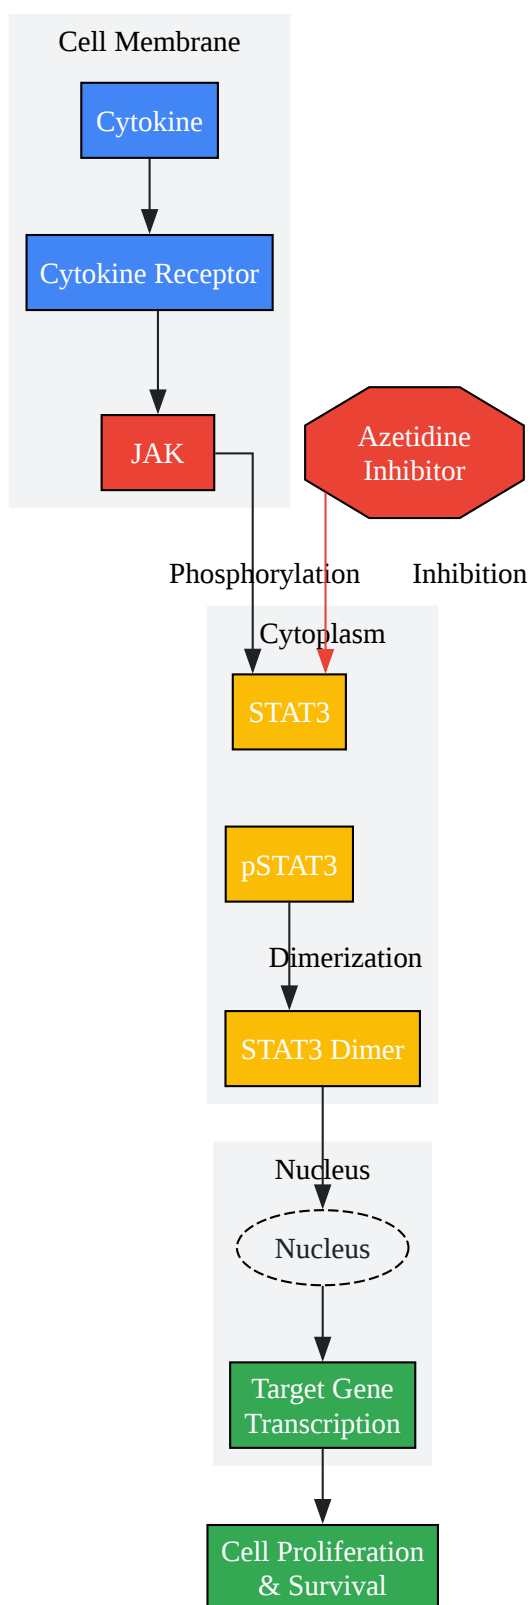 Cell Membrane
Cytokine
Cytokine Receptor
JAK
Azetidine
Inhibitor
Phosphorylation
Inhibition
Cytoplasm
STAT3
pSTAT3
Dimerization
STAT3 Dimer
Nucleus
Nucleus
Target Gene
Transcription
Cell Proliferation
& Survival